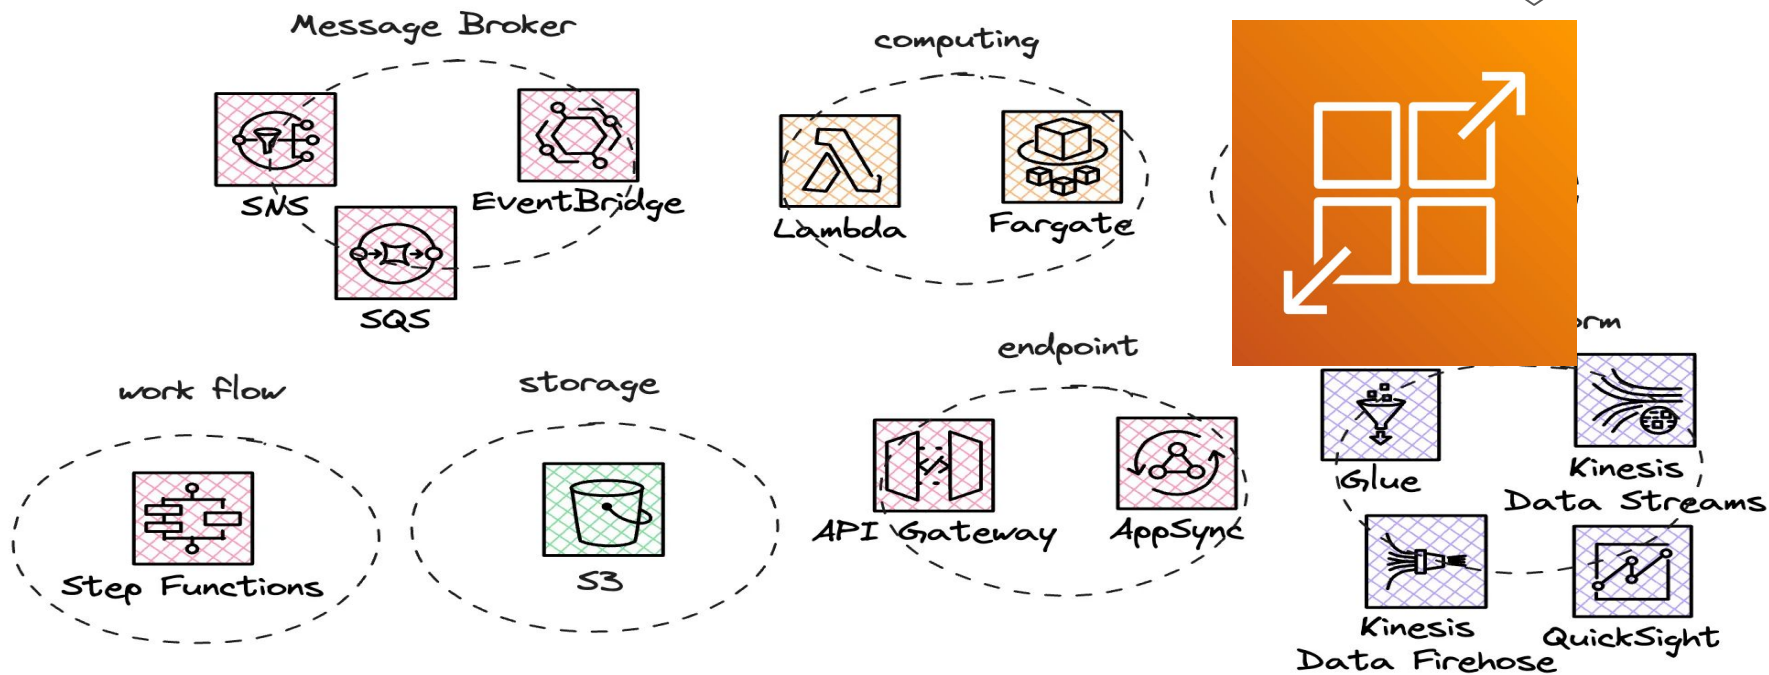 Message Broker
SNS
EventBridge
SQS
computing
Lambda
Fargate
work flow
Step Functions
storage
S3
endpoint
API Gateway
AppSync
Glue
Kinesis
Data Streams
Kinesis
Data Firehose
QuickSight